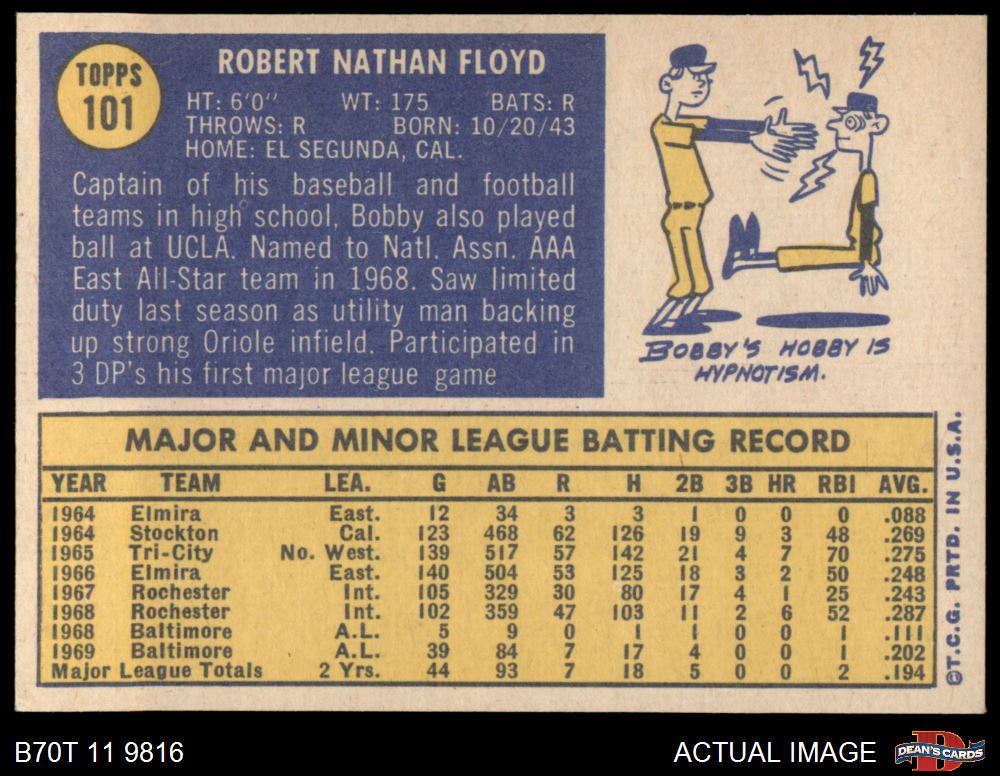 TOPPS
101
ROBERT NATHAN FLOYD
HT: 6'0" WT: 175 BATS: R
THROWS: R BORN: 10/20/43
HOME: EL SEGUNDA, CAL.
Captain of his baseball and football
teams in high school, Bobby also played
ball at UCLA. Named to Natl. Assn. AAA
East All-Star team in 1968. Saw limited
duty last season as utility man backing
up strong Oriole infield. Participated in
3 DP's his first major league game
BOBBY'S HOBBY IS
HYPNOTISM.
MAJOR AND MINOR LEAGUE BATTING RECORD
YEAR TEAM LEA. G AB R H 2B 3B HR RBI AVG.
1964 Elmira East. 12 34 3 3 1 0 0 0 .088
1964 Stockton Cal. 123 468 62 126 19 9 3 48 .269
1965 Tri-City No. West. 139 517 57 142 21 4 7 70 .275
1966 Elmira East. 140 504 53 125 18 3 2 50 .248
1967 Rochester Int. 105 329 30 80 17 4 1 25 .243
1968 Rochester Int. 102 359 47 103 11 2 6 52 .287
1968 Baltimore A.L. 5 9 0 1 1 0 0 1 .111
1969 Baltimore A.L. 39 84 7 17 4 0 0 1 .202
Major League Totals 2 Yrs. 44 93 7 18 5 0 0 2 .194
©T.C.G. PRTD. IN U.S.A.
B70T 11 9816
ACTUAL IMAGE
DEAN'S CARDS